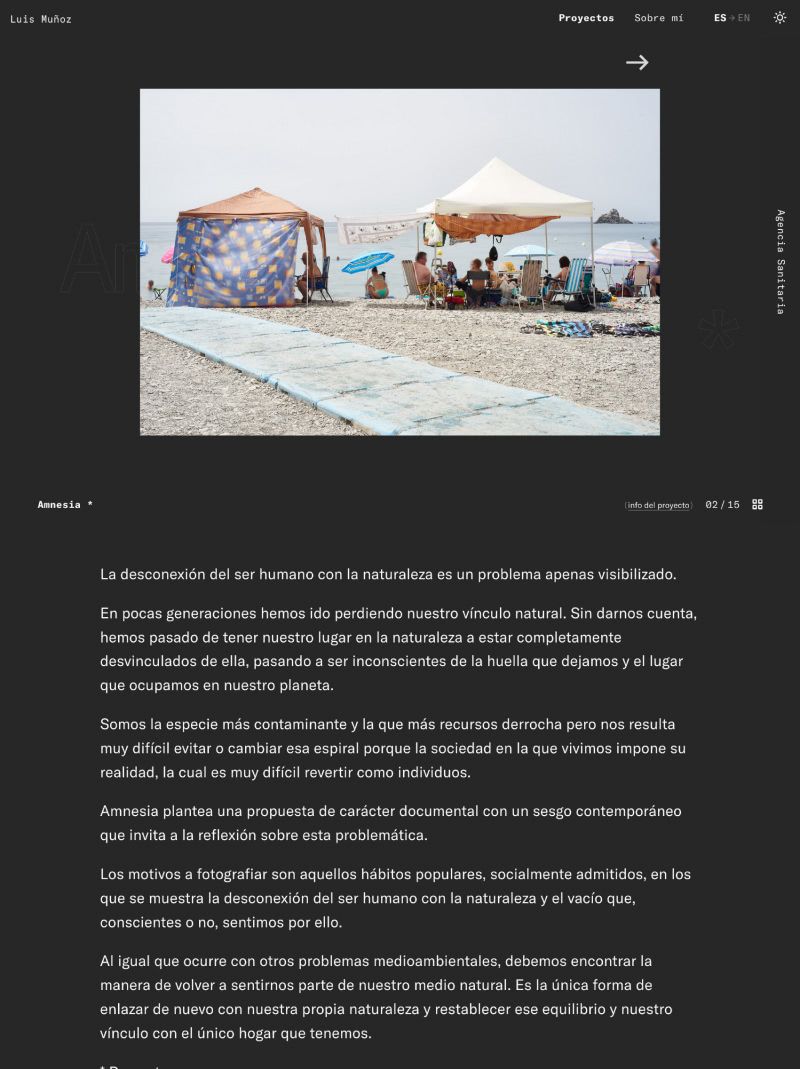 Luis Muñoz
Proyectos Sobre mí ES → EN
→
Agencia Sanitaria
Amnesia *
(info del proyecto) 02 / 15
La desconexión del ser humano con la naturaleza es un problema apenas visibilizado.
En pocas generaciones hemos ido perdiendo nuestro vínculo natural. Sin darnos cuenta,
hemos pasado de tener nuestro lugar en la naturaleza a estar completamente
desvinculados de ella, pasando a ser inconscientes de la huella que dejamos y el lugar
que ocupamos en nuestro planeta.
Somos la especie más contaminante y la que más recursos derrocha pero nos resulta
muy difícil evitar o cambiar esa espiral porque la sociedad en la que vivimos impone su
realidad, la cual es muy difícil revertir como individuos.
Amnesia plantea una propuesta de carácter documental con un sesgo contemporáneo
que invita a la reflexión sobre esta problemática.
Los motivos a fotografiar son aquellos hábitos populares, socialmente admitidos, en los
que se muestra la desconexión del ser humano con la naturaleza y el vacío que,
conscientes o no, sentimos por ello.
Al igual que ocurre con otros problemas medioambientales, debemos encontrar la
manera de volver a sentirnos parte de nuestro medio natural. Es la única forma de
enlazar de nuevo con nuestra propia naturaleza y restablecer ese equilibrio y nuestro
vínculo con el único hogar que tenemos.